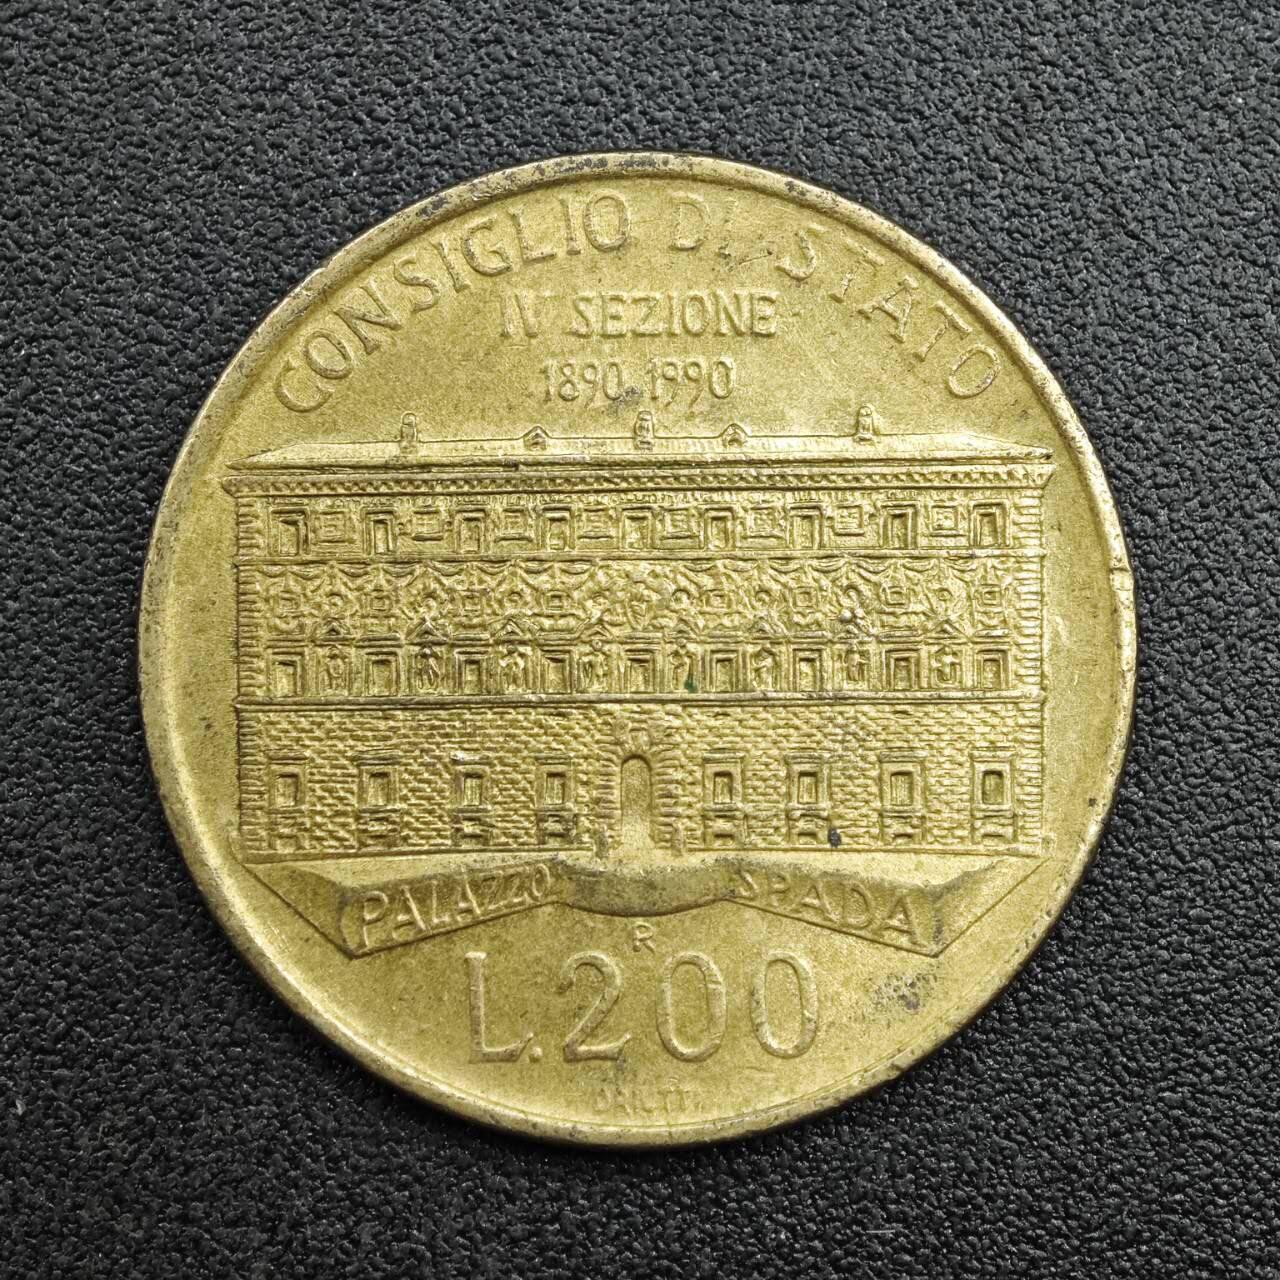 CONSIGLIO DI STATO
IV SEZIONE
1890 1990
PALAZZO SPADA
R
L.200